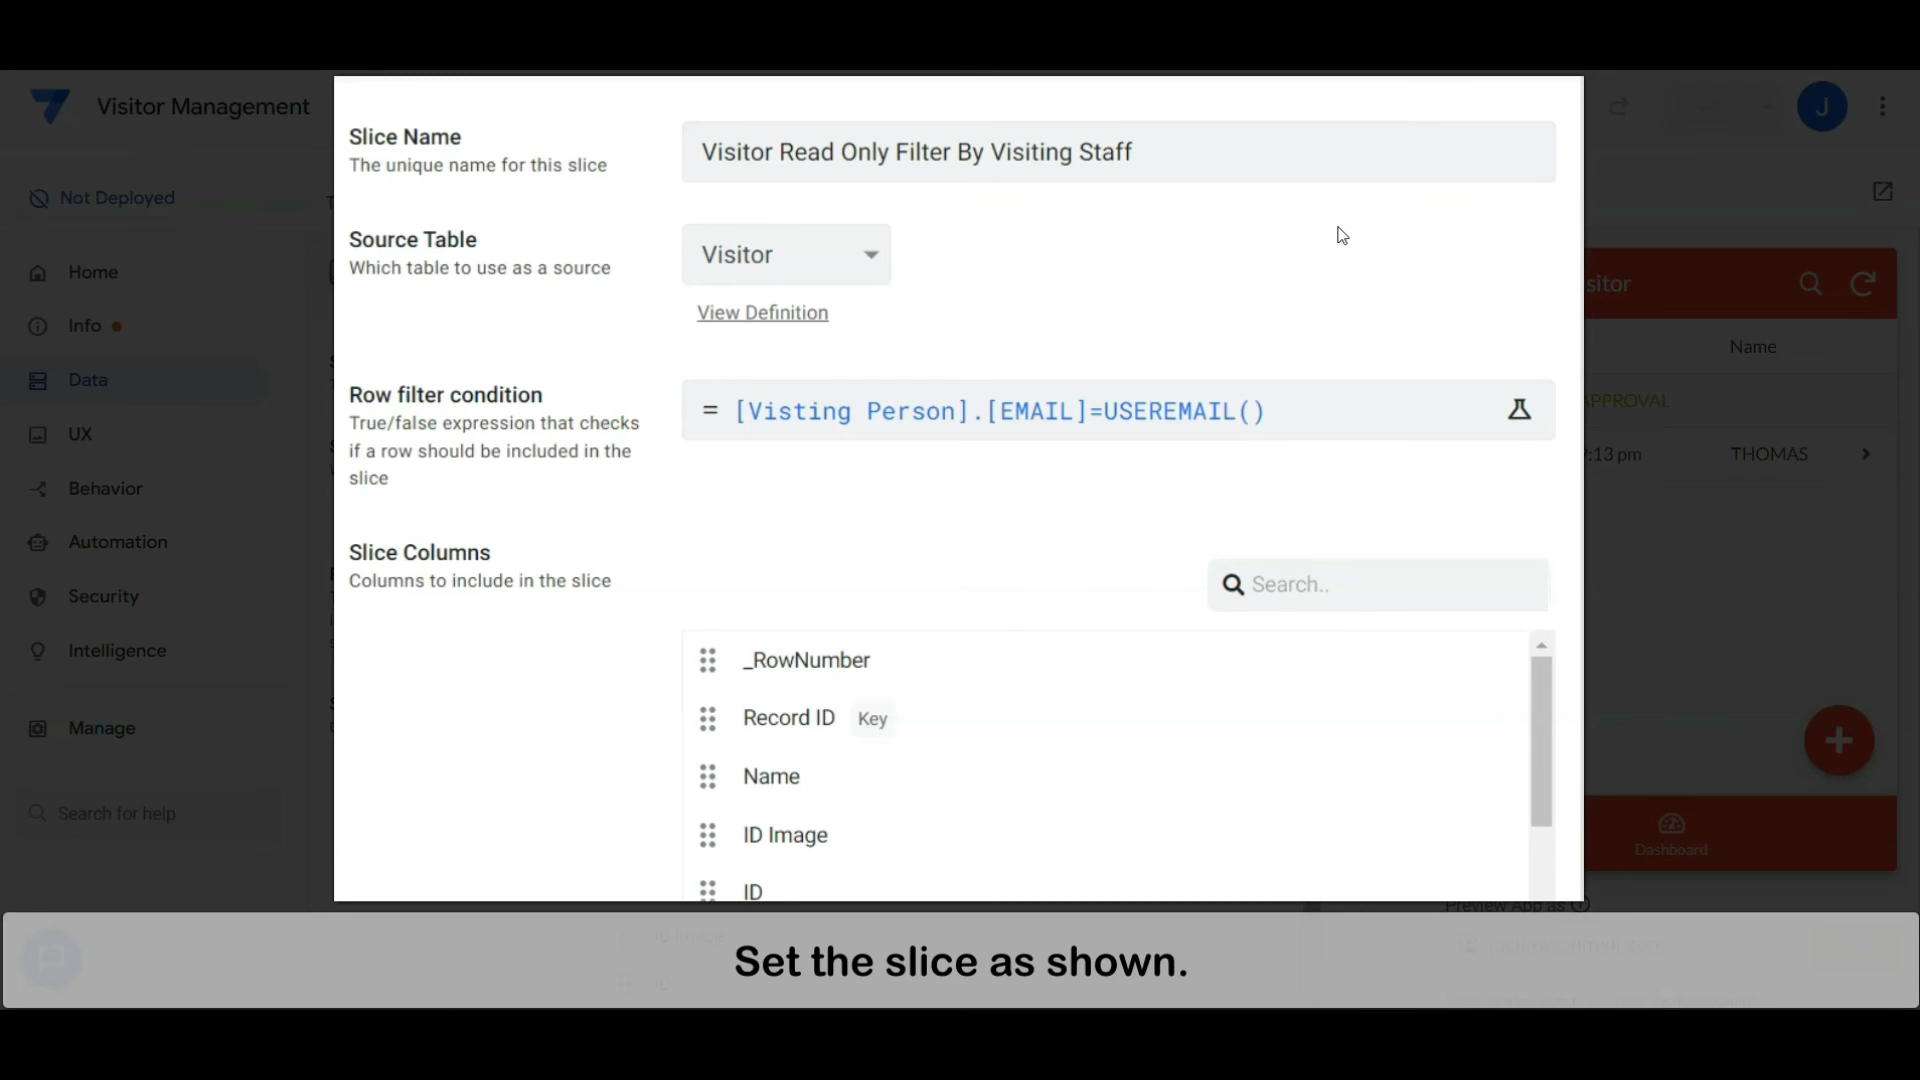 Visitor Management
J
Slice Name
The unique name for this slice
Visitor Read Only Filter By Visiting Staff
Not Deployed
Source Table
Which table to use as a source
Visitor
View Definition
Home
Info
Data
UX
Behavior
Automation
Security
Intelligence
Manage
Search for help
Row filter condition
True/false expression that checks
if a row should be included in the
slice
= [Visting Person].[EMAIL]=USEREMAIL()
Slice Columns
Columns to include in the slice
Search..
_RowNumber
Record ID Key
Name
ID Image
ID
sitor
Name
APPROVAL
:13 pm THOMAS
Dashboard
Preview App as
ID Image
ID
Set the slice as shown.